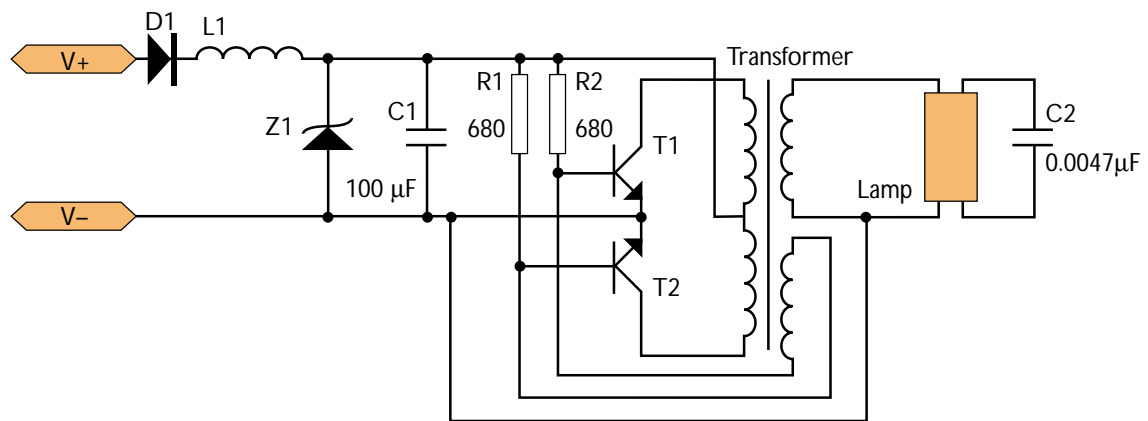 D1
L1
V+
Transformer
R1
R2
C1
C2
Z1
680
680
T1
0.0047µF
100 µF
Lamp
V–
T2